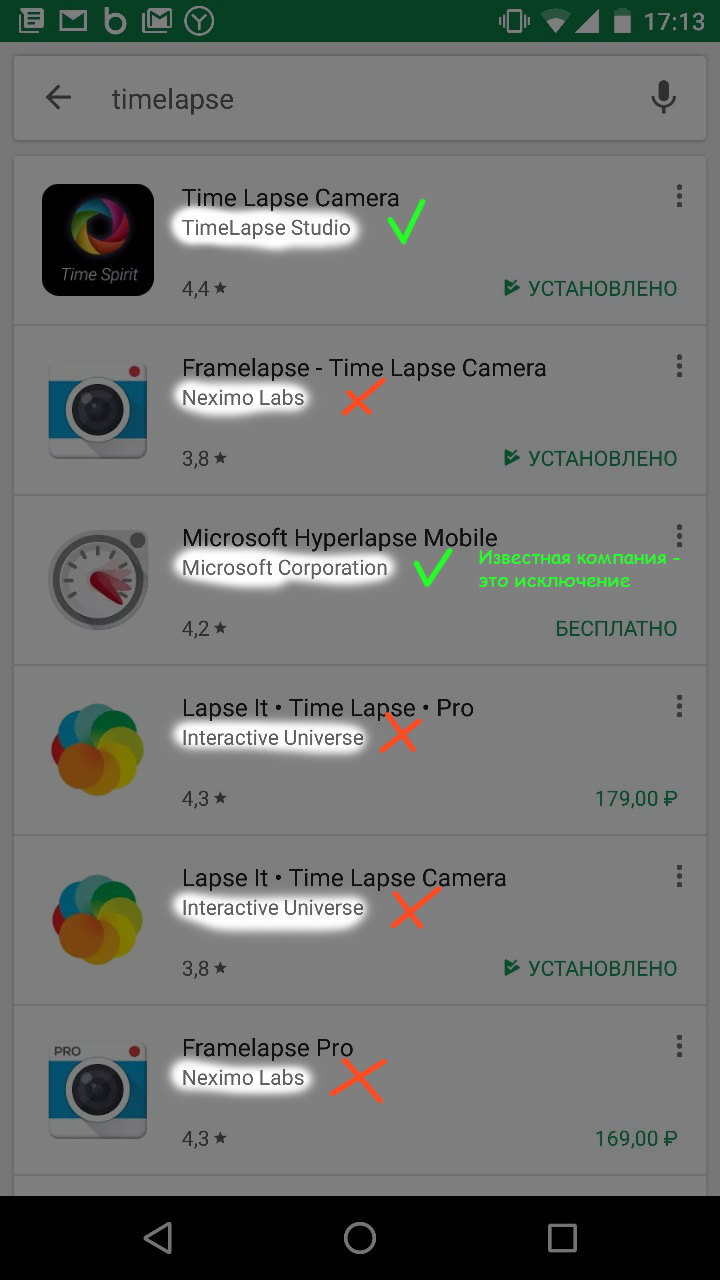 17:13
timelapse
Time Lapse Camera
TimeLapse Studio
Time Spirit
4,4 ★
УСТАНОВЛЕНО
Framelapse - Time Lapse Camera
Neximo Labs
3,8 ★
УСТАНОВЛЕНО
Microsoft Hyperlapse Mobile
Microsoft Corporation
Известная компания -
это исключение
4,2 ★
БЕСПЛАТНО
Lapse It • Time Lapse • Pro
Interactive Universe
4,3 ★
179,00 ₽
Lapse It • Time Lapse Camera
Interactive Universe
3,8 ★
УСТАНОВЛЕНО
Framelapse Pro
PRO
Neximo Labs
4,3 ★
169,00 ₽